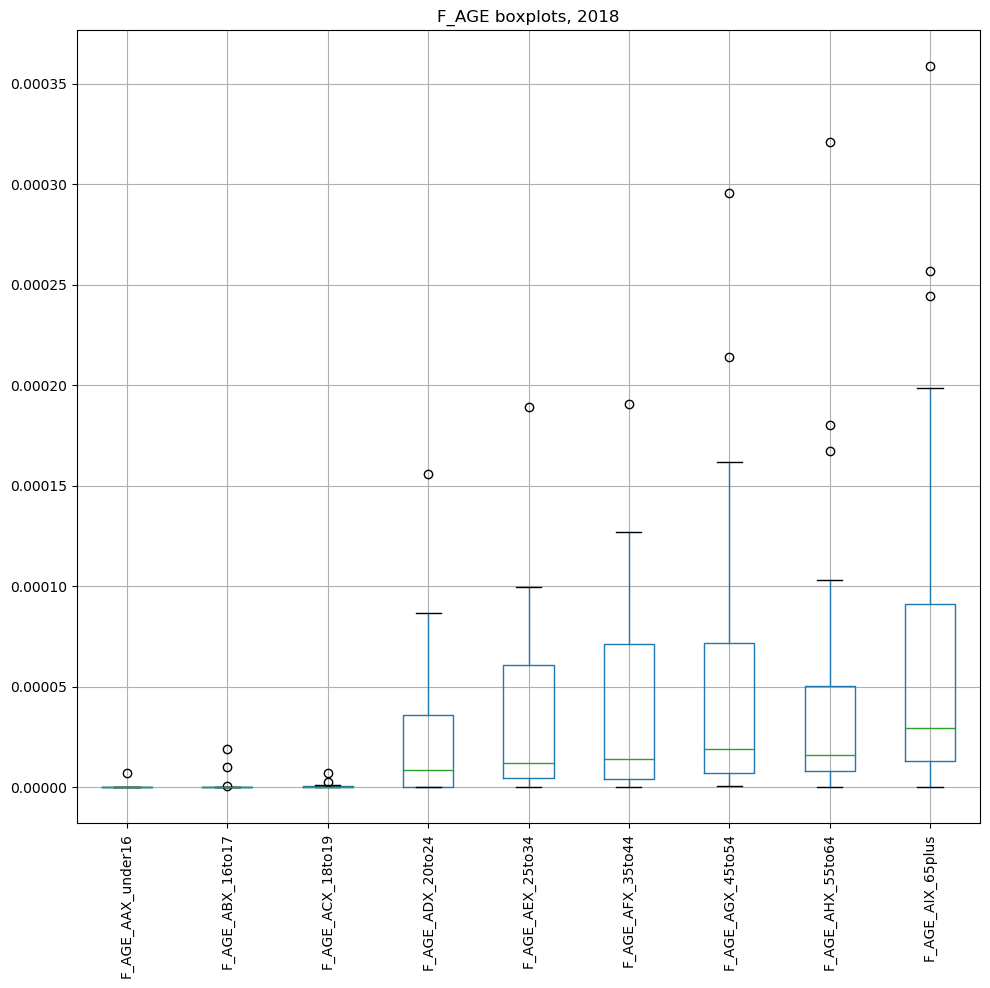 F_AGE boxplots, 2018
0.00035
0.00030
0.00025
0.00020
0.00015
0.00010
0.00005
0.00000
F_AGE_AAX_under16
F_AGE_ABX_16to17
F_AGE_ACX_18to19
F_AGE_ADX_20to24
F_AGE_AEX_25to34
F_AGE_AFX_35to44
F_AGE_AGX_45to54
F_AGE_AHX_55to64
F_AGE_AIX_65plus